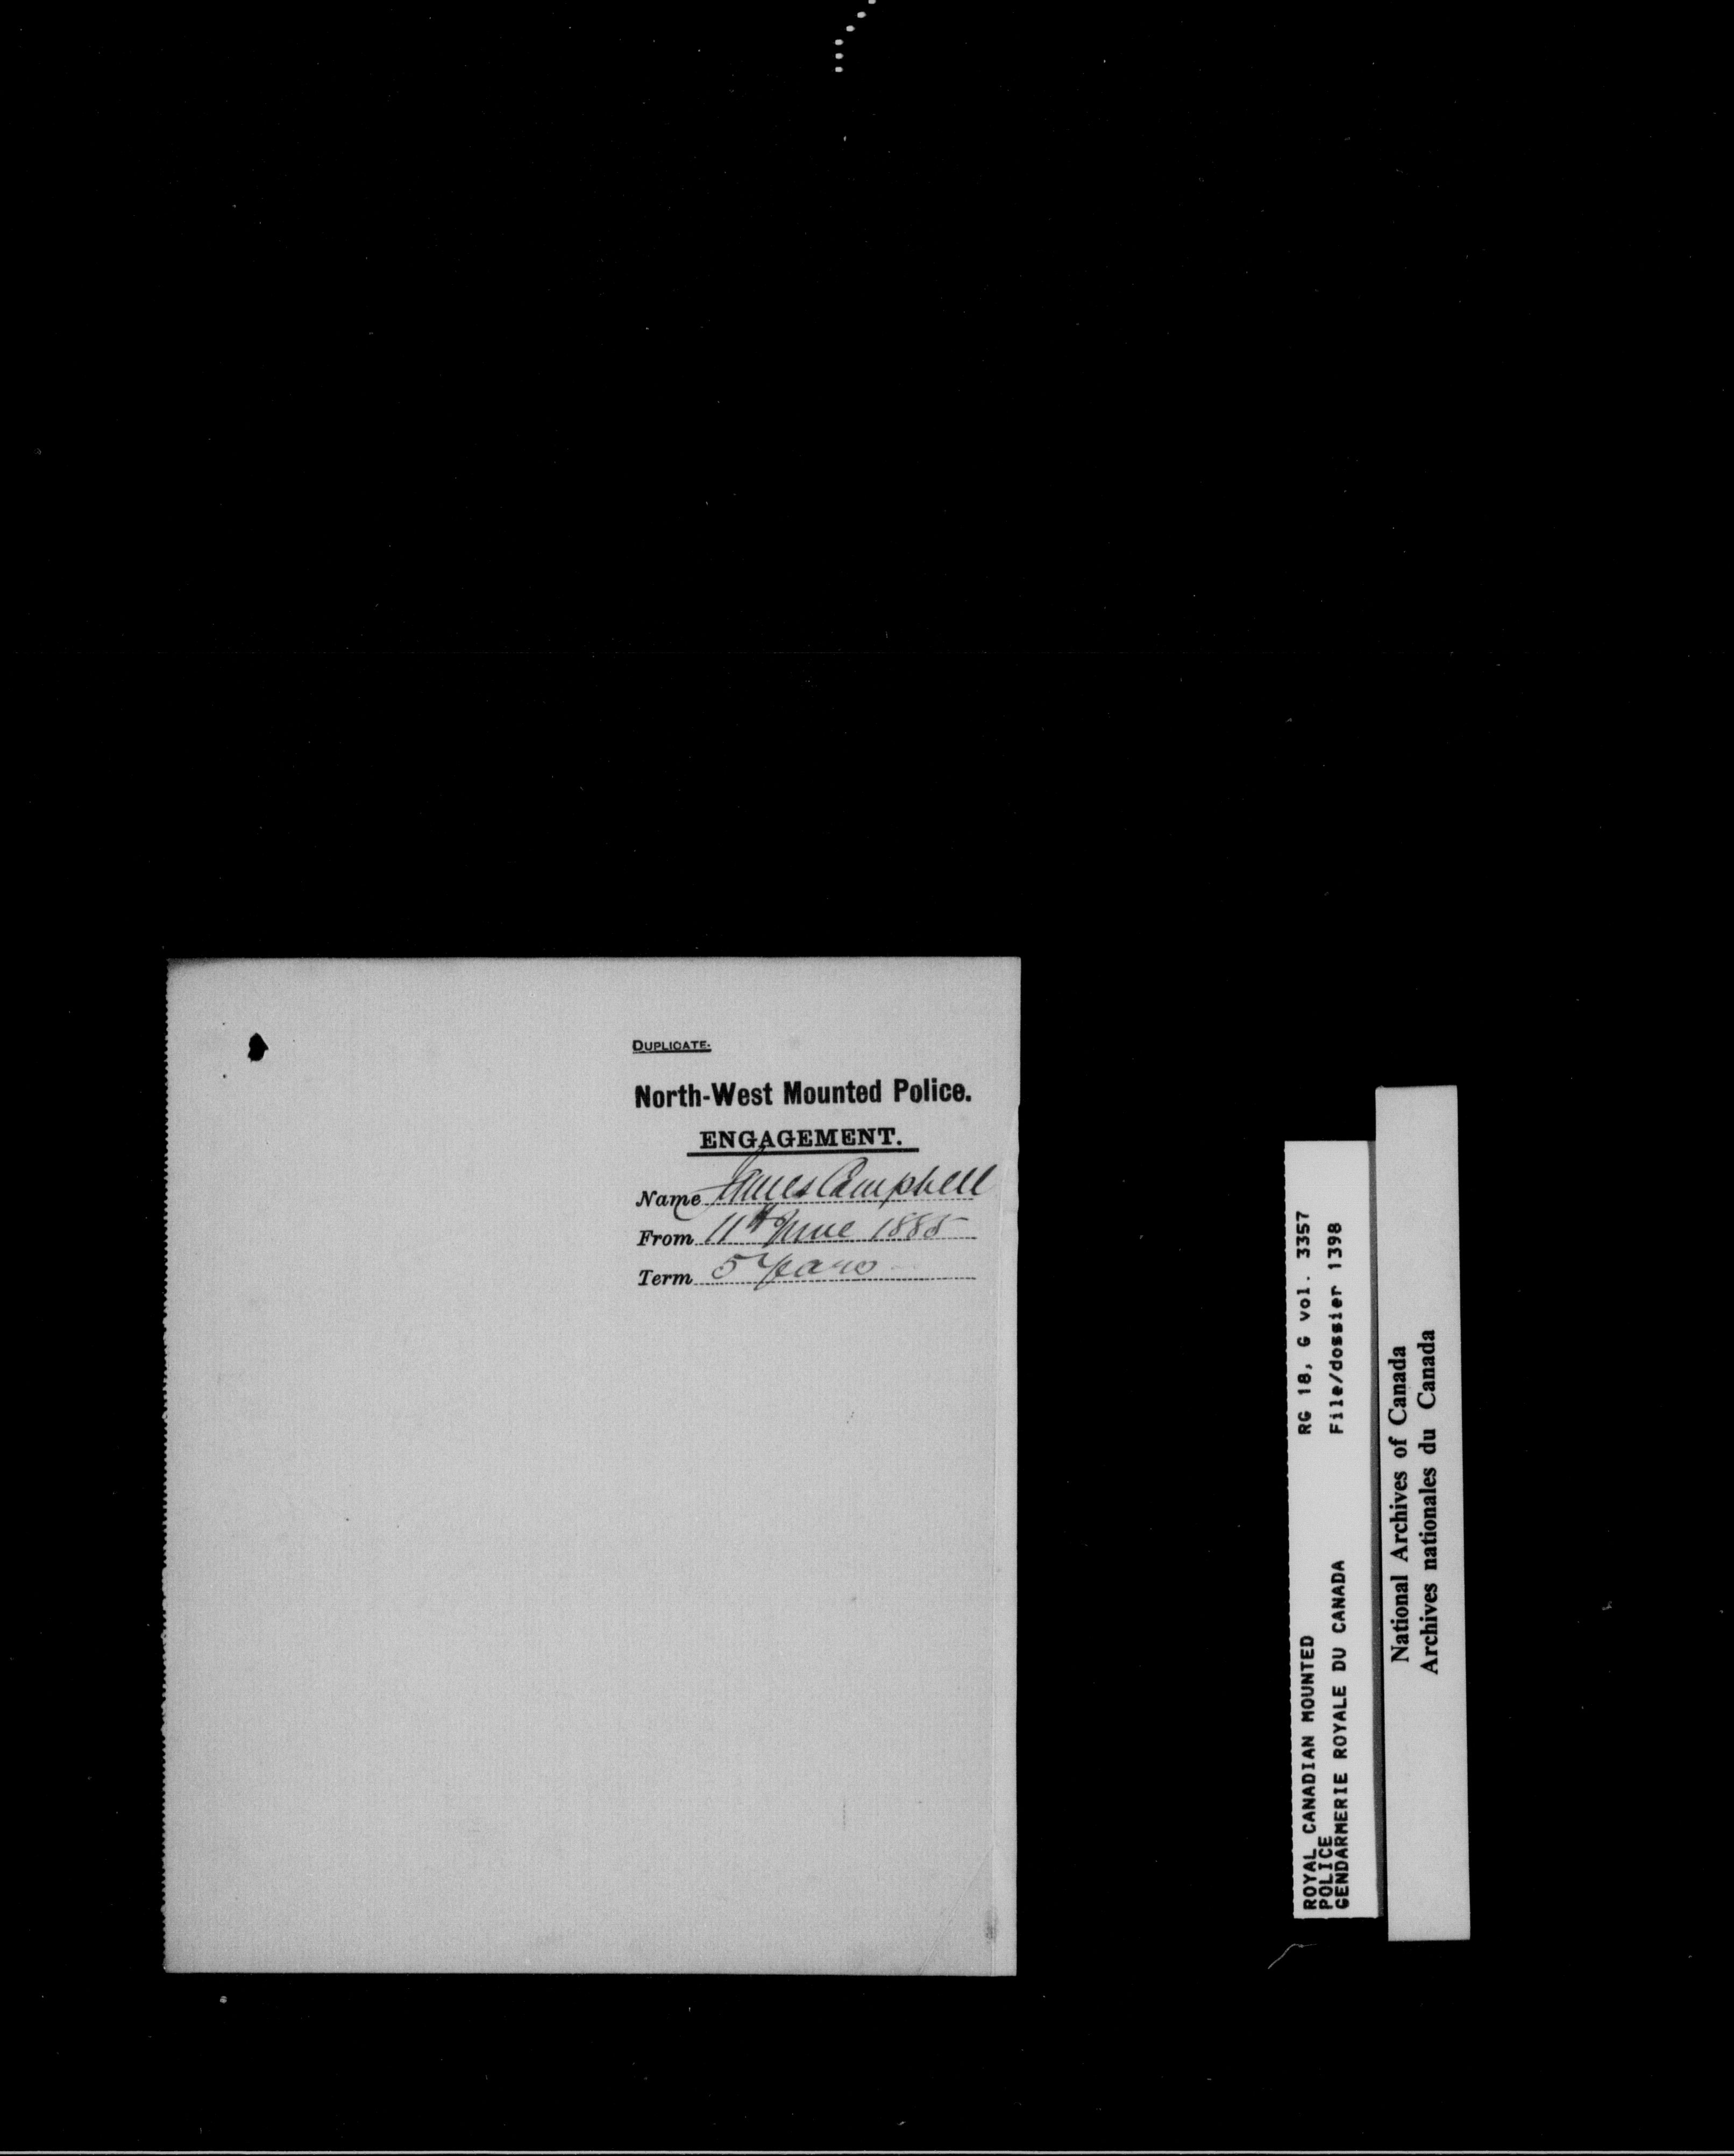 DUPLICATE.
North-West Mounted Police.
ENGAGEMENT.
Name James Campbell
From 11th June 1885
Term 5 Years
ROYAL CANADIAN MOUNTED RG 18, G vol. 3357
POLICE File/dossier 1398
GENDARMERIE ROYALE DU CANADA
National Archives of Canada
Archives nationales du Canada